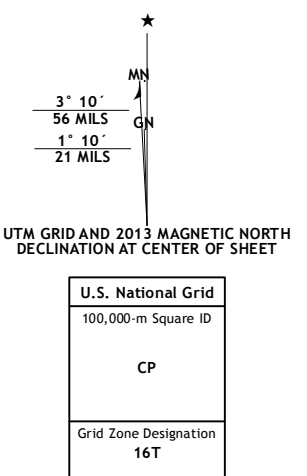 ★
MN
3° 10´
56 MILS
GN
1° 10´
21 MILS
UTM GRID AND 2013 MAGNETIC NORTH
DECLINATION AT CENTER OF SHEET
U.S. National Grid
100,000-m Square ID
CP
Grid Zone Designation
16T